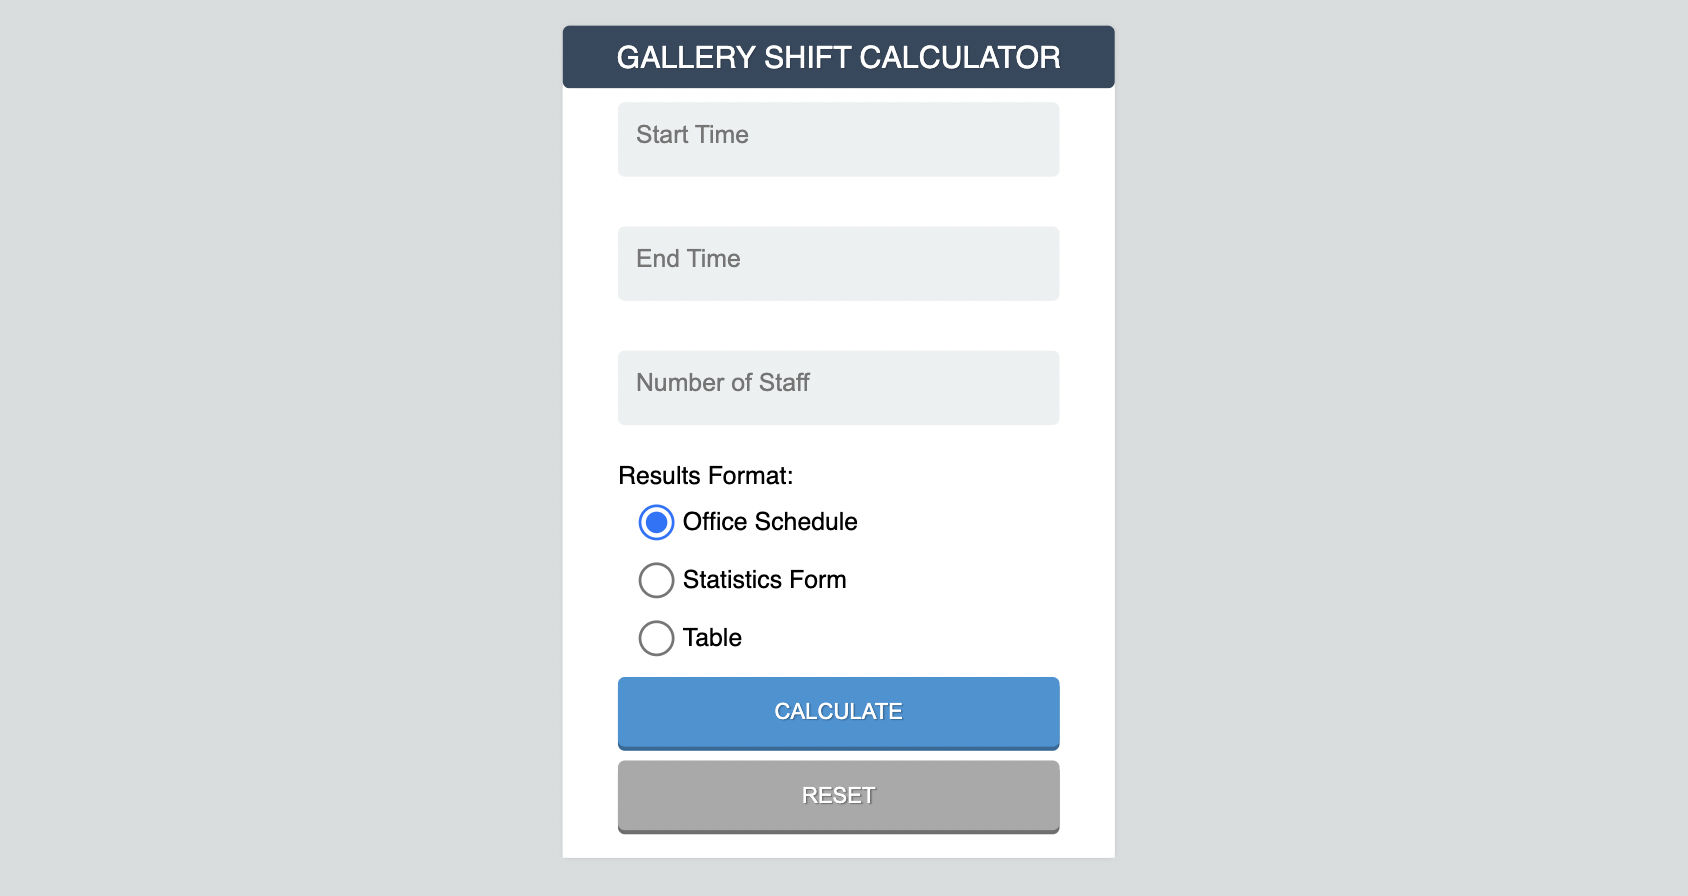 GALLERY SHIFT CALCULATOR
Start Time
End Time
Number of Staff
Results Format:
Office Schedule
Statistics Form
Table
CALCULATE
RESET